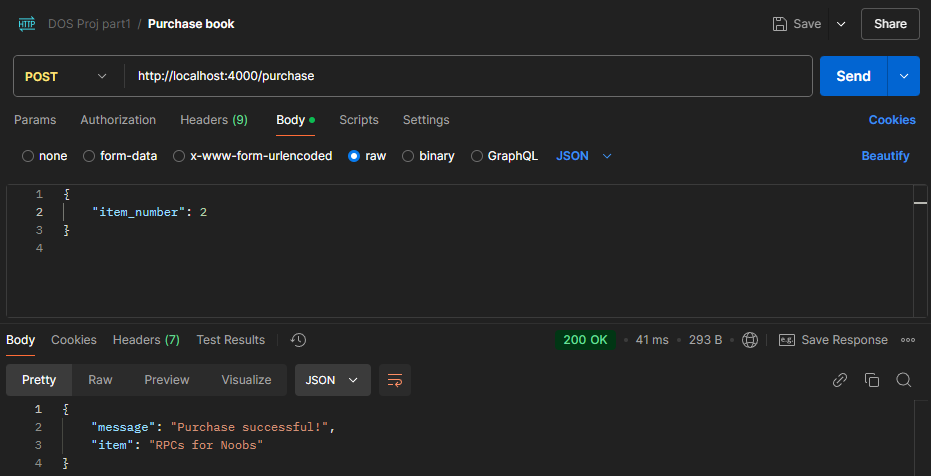 HTTP DOS Proj part1 / Purchase book Save Share
POST http://localhost:4000/purchase Send
Params Authorization Headers (9) Body Scripts Settings Cookies
none form-data x-www-form-urlencoded raw binary GraphQL JSON Beautify
1 {
2 "item_number": 2
3 }
4
Body Cookies Headers (7) Test Results 200 OK • 41 ms • 293 B • e.g. Save Response
Pretty Raw Preview Visualize JSON
1 {
2 "message": "Purchase successful!",
3 "item": "RPCs for Noobs"
4 }